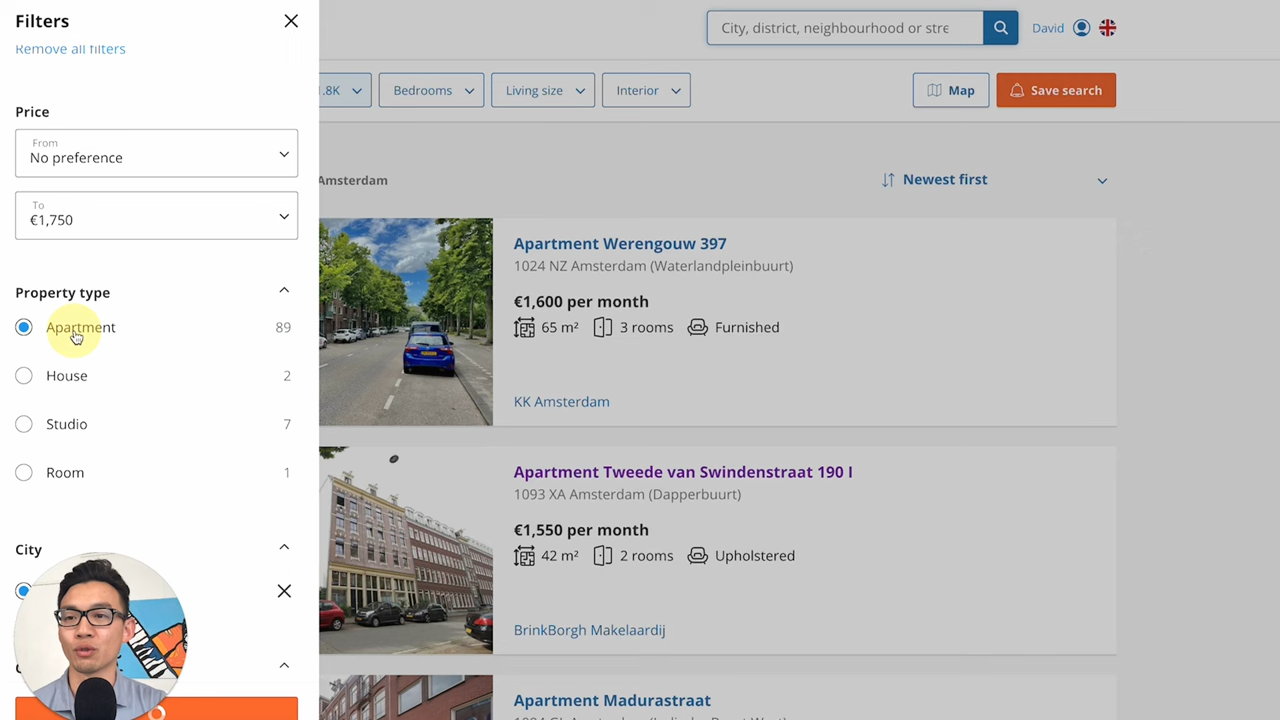 Filters
Remove all filters
Price
From
No preference
To
€1,750
Property type
Apartment 89
House 2
Studio 7
Room 1
City
City, district, neighbourhood or stre
David
.8K
Bedrooms
Living size
Interior
Map
Save search
Amsterdam
Newest first
Apartment Werengouw 397
1024 NZ Amsterdam (Waterlandpleinbuurt)
€1,600 per month
65 m² 3 rooms Furnished
KK Amsterdam
Apartment Tweede van Swindenstraat 190 I
1093 XA Amsterdam (Dapperbuurt)
€1,550 per month
42 m² 2 rooms Upholstered
BrinkBorgh Makelaardij
Apartment Madurastraat